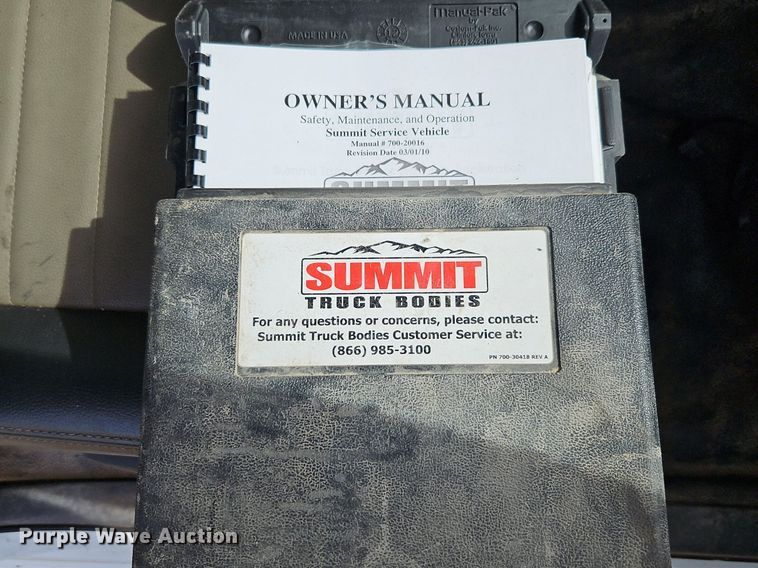 MADE IN USA
Manual-Pak
by
OWNER'S MANUAL
Safety, Maintenance, and Operation
Summit Service Vehicle
Manual # 700-20016
Revision Date 03/01/10
SUMMIT
SUMMIT
TRUCK BODIES
For any questions or concerns, please contact:
Summit Truck Bodies Customer Service at:
(866) 985-3100
PN 700-30418 REV A
Purple Wave Auction